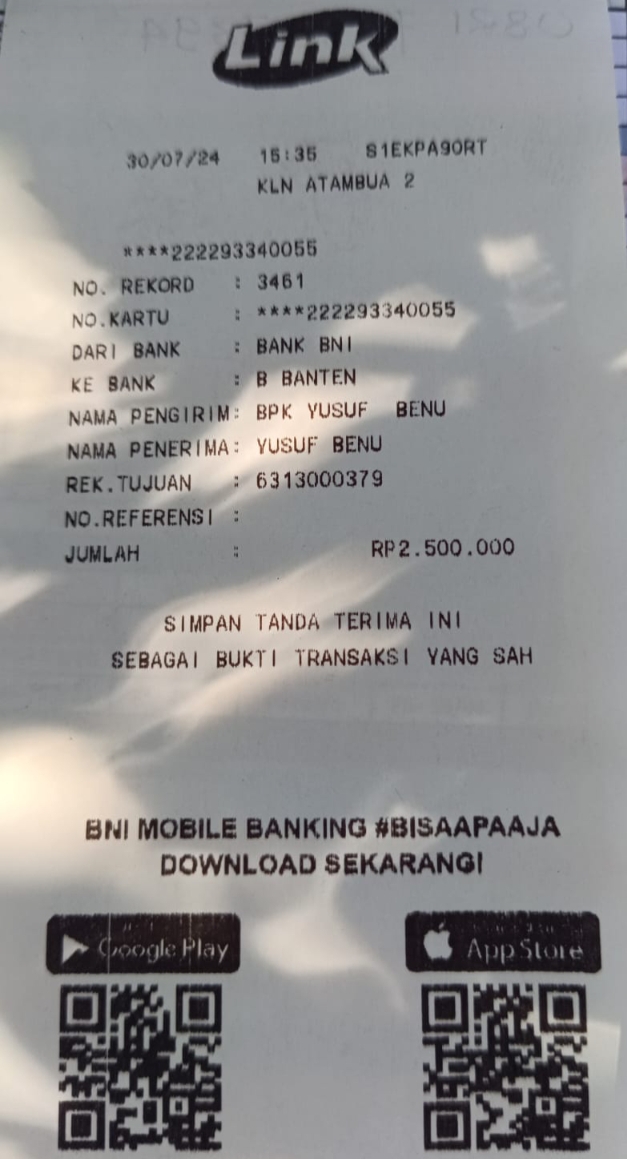 Link
30/07/24 15:35 S1EKPA90RT
KLN ATAMBUA 2
****222293340055
NO. REKORD : 3461
NO.KARTU : ****222293340055
DARI BANK : BANK BNI
KE BANK : B BANTEN
NAMA PENGIRIM: BPK YUSUF BENU
NAMA PENERIMA: YUSUF BENU
REK.TUJUAN : 6313000379
NO.REFERENSI :
JUMLAH : RP2.500.000
SIMPAN TANDA TERIMA INI
SEBAGAI BUKTI TRANSAKSI YANG SAH
BNI MOBILE BANKING #BISAAPAAJA
DOWNLOAD SEKARANG!
Google Play
App Store